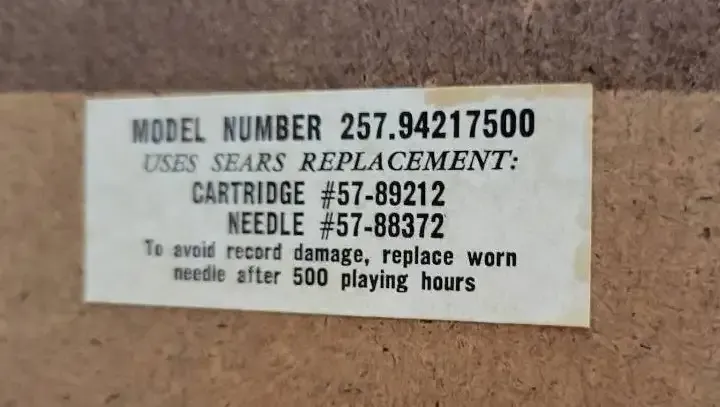 MODEL NUMBER 257.94217500
USES SEARS REPLACEMENT:
CARTRIDGE #57-89212
NEEDLE #57-88372
To avoid record damage, replace worn
needle after 500 playing hours